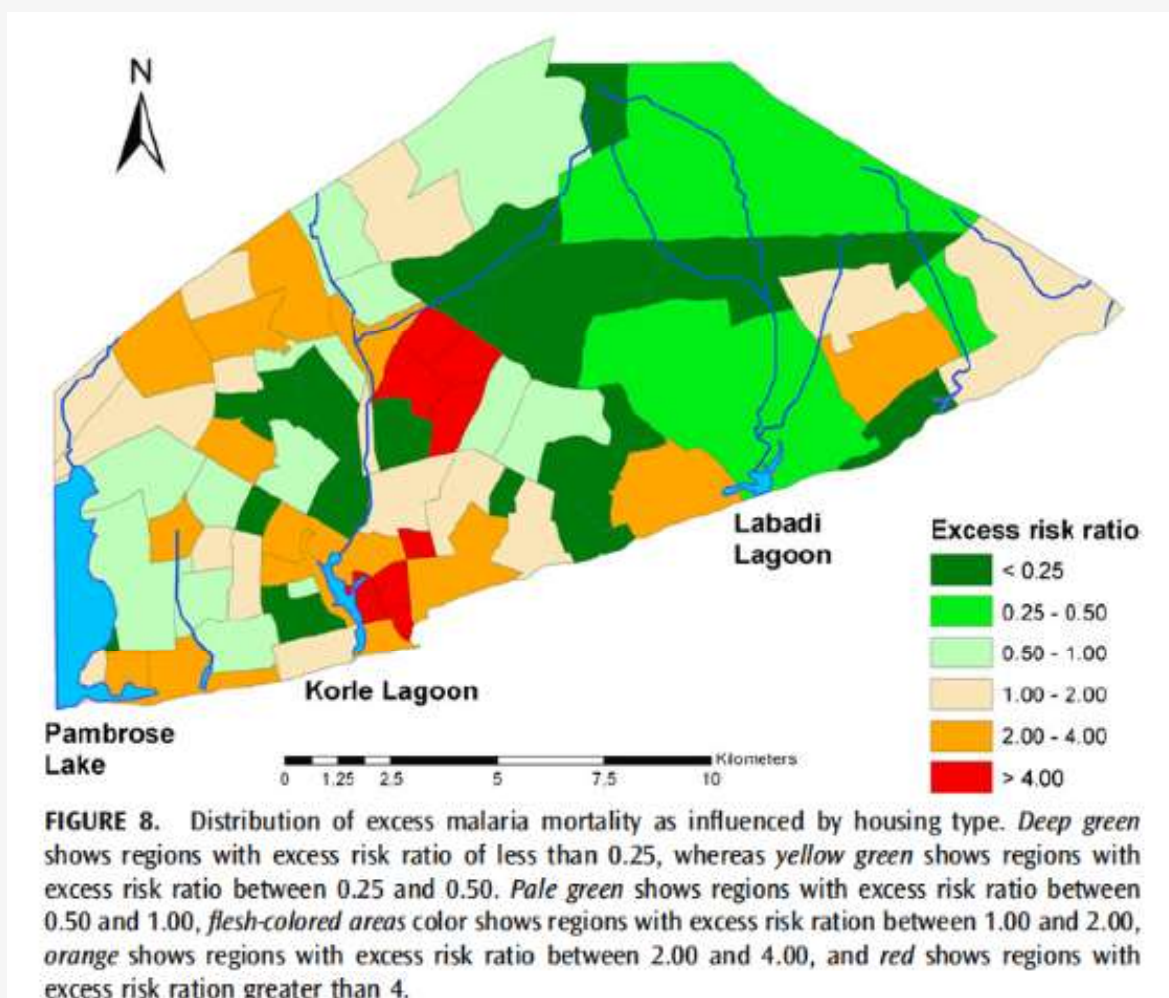 N
Labadi
Lagoon
Korle Lagoon
Pambrose
Lake
Excess risk ratio
< 0.25
0.25 - 0.50
0.50 - 1.00
1.00 - 2.00
2.00 - 4.00
> 4.00
Kilometers
0 1.25 2.5 5 7.5 10
FIGURE 8. Distribution of excess malaria mortality as influenced by housing type. Deep green
shows regions with excess risk ratio of less than 0.25, whereas yellow green shows regions with
excess risk ratio between 0.25 and 0.50. Pale green shows regions with excess risk ratio between
0.50 and 1.00, flesh-colored areas color shows regions with excess risk ration between 1.00 and 2.00,
orange shows regions with excess risk ratio between 2.00 and 4.00, and red shows regions with
excess risk ration greater than 4.